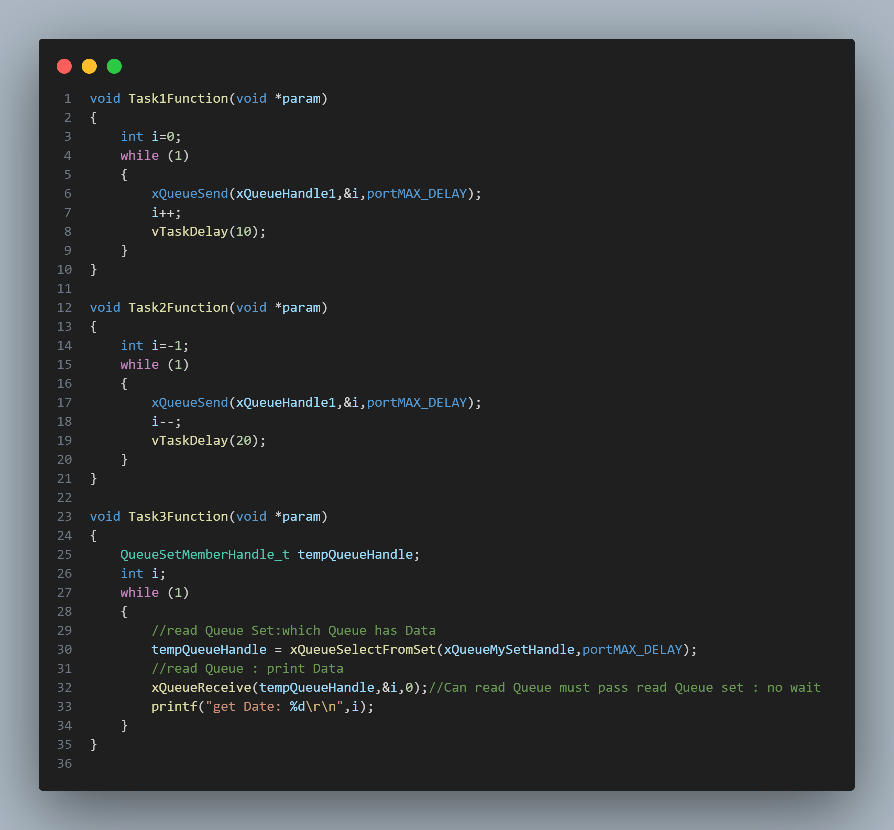 1 void Task1Function(void *param)
2 {
3     int i=0;
4     while (1)
5     {
6         xQueueSend(xQueueHandle1,&i,portMAX_DELAY);
7         i++;
8         vTaskDelay(10);
9     }
10 }
11
12 void Task2Function(void *param)
13 {
14     int i=-1;
15     while (1)
16     {
17         xQueueSend(xQueueHandle1,&i,portMAX_DELAY);
18         i--;
19         vTaskDelay(20);
20     }
21 }
22
23 void Task3Function(void *param)
24 {
25     QueueSetMemberHandle_t tempQueueHandle;
26     int i;
27     while (1)
28     {
29         //read Queue Set:which Queue has Data
30         tempQueueHandle = xQueueSelectFromSet(xQueueMySetHandle,portMAX_DELAY);
31         //read Queue : print Data
32         xQueueReceive(tempQueueHandle,&i,0);//Can read Queue must pass read Queue set : no wait
33         printf("get Date: %d\r\n",i);
34     }
35 }
36